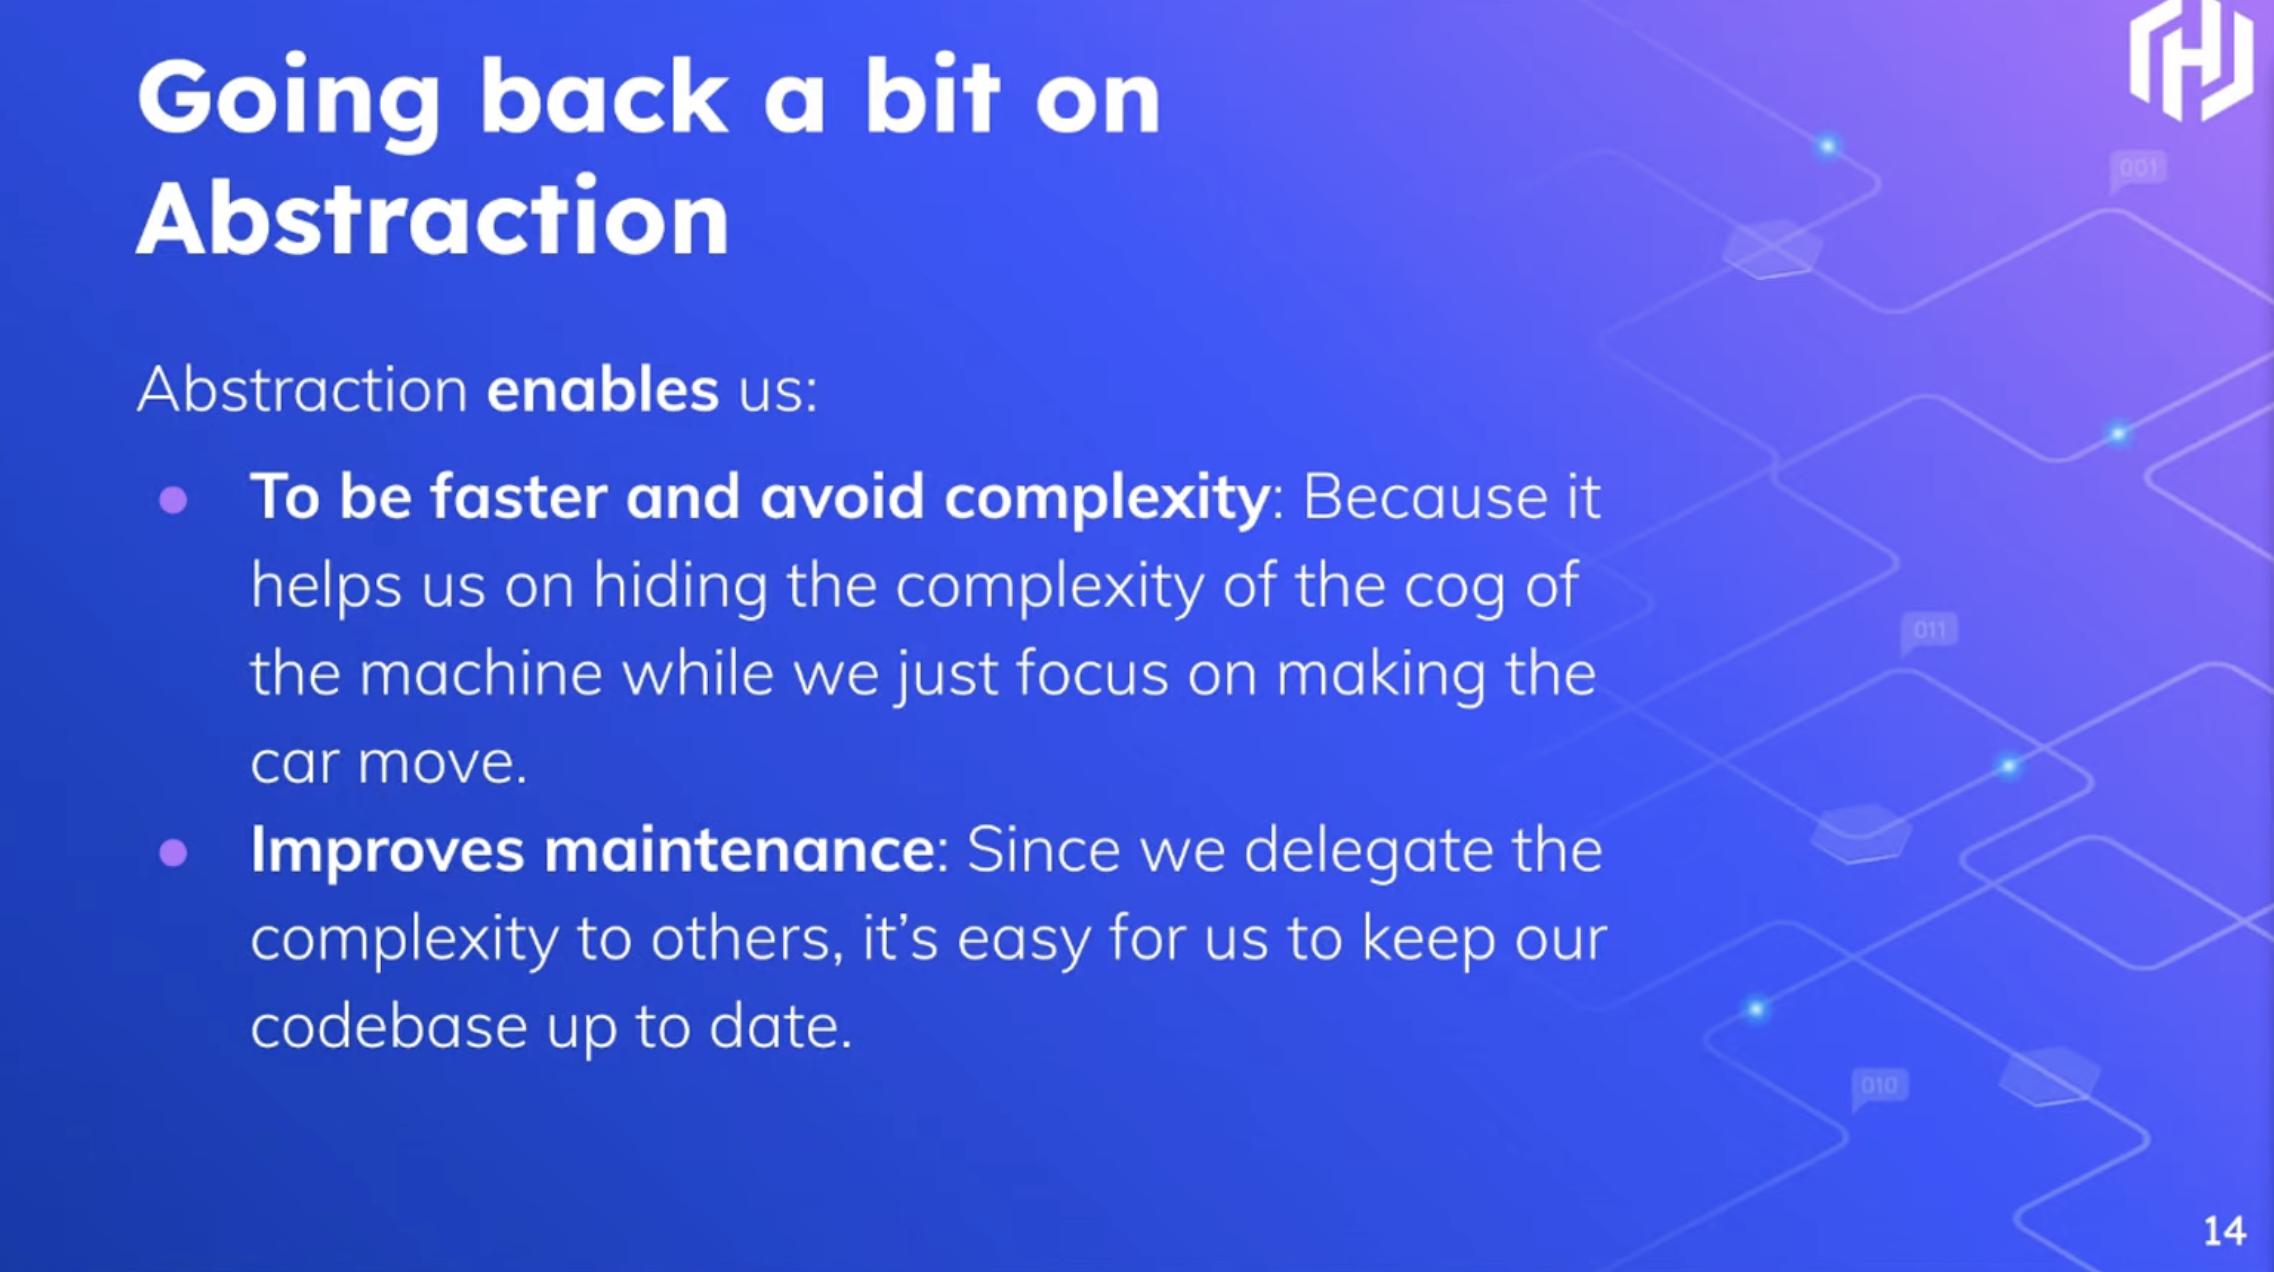 Going back a bit on
Abstraction
001
Abstraction enables us:
● To be faster and avoid complexity: Because it
helps us on hiding the complexity of the cog of
011
the machine while we just focus on making the
car move.
● Improves maintenance: Since we delegate the
complexity to others, it’s easy for us to keep our
codebase up to date.
010
14